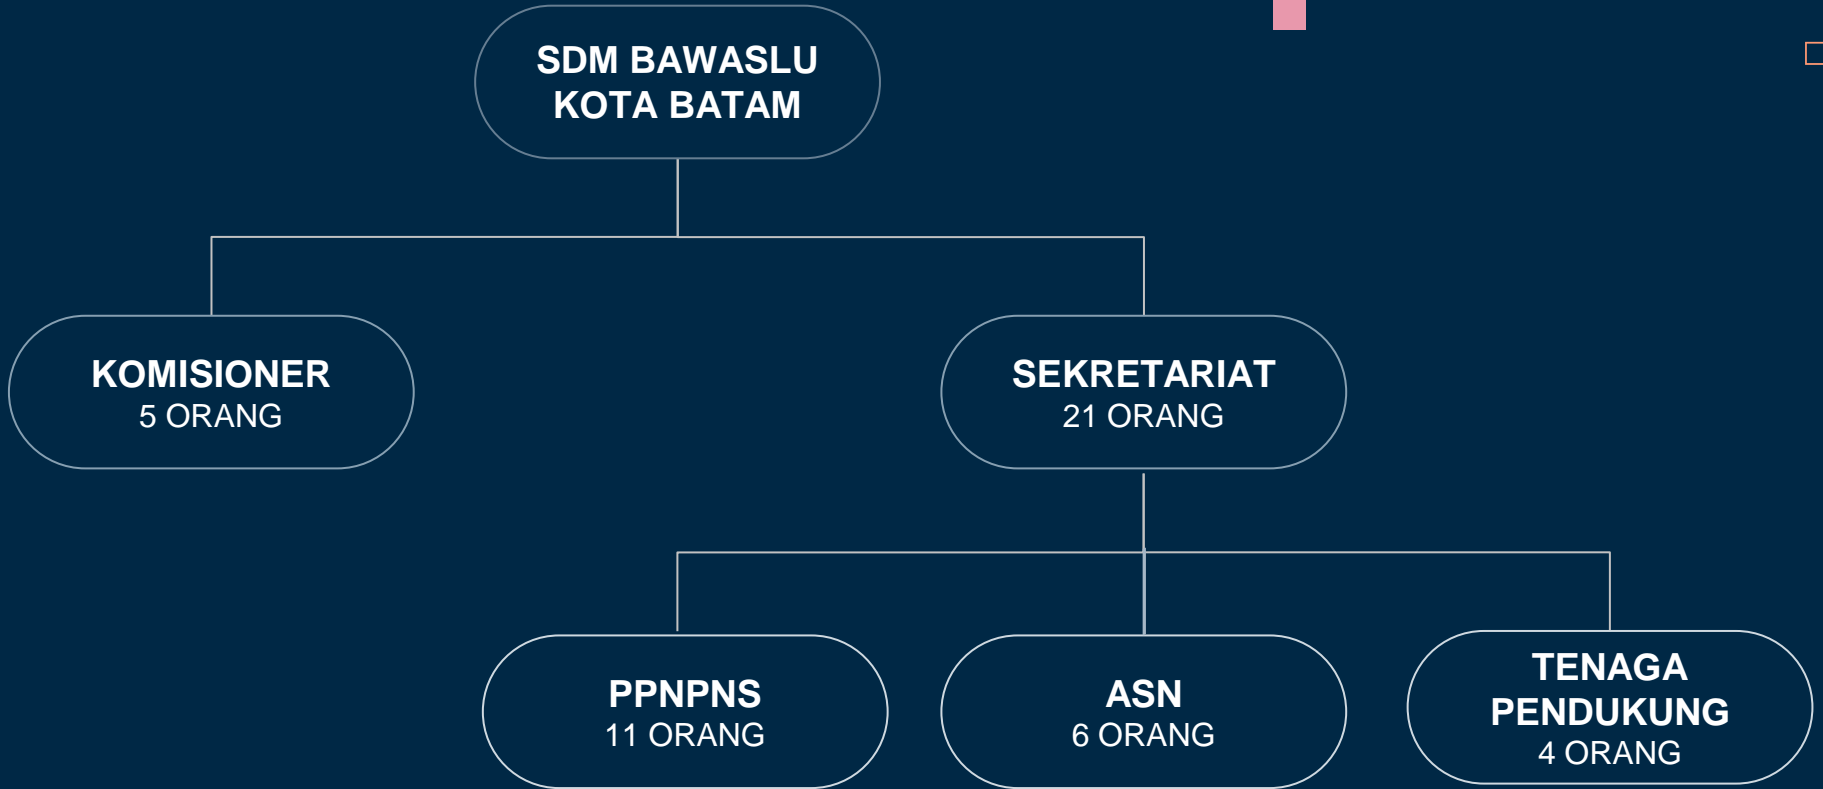 SDM BAWASLU
KOTA BATAM
KOMISIONER
5 ORANG
SEKRETARIAT
21 ORANG
PPNPNS
11 ORANG
ASN
6 ORANG
TENAGA
PENDUKUNG
4 ORANG